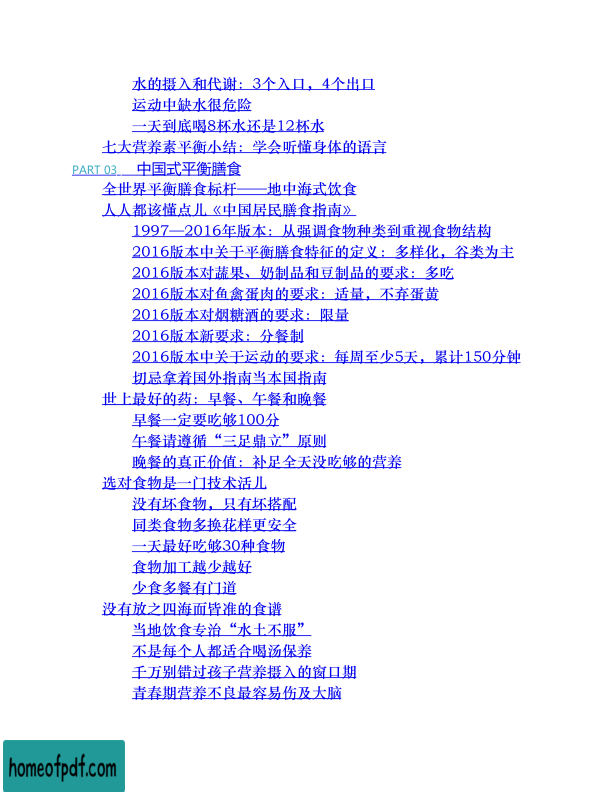 水的摄入和代谢：3个入口，4个出口
运动中缺水很危险
一天到底喝8杯水还是12杯水
七大营养素平衡小结：学会听懂身体的语言
PART 03 中国式平衡膳食
全世界平衡膳食标杆——地中海式饮食
人人都该懂点儿《中国居民膳食指南》
1997—2016年版本：从强调食物种类到重视食物结构
2016版本中关于平衡膳食特征的定义：多样化，谷类为主
2016版本对蔬果、奶制品和豆制品的要求：多吃
2016版本对鱼禽蛋肉的要求：适量，不弃蛋黄
2016版本对烟糖酒的要求：限量
2016版本新要求：分餐制
2016版本中关于运动的要求：每周至少5天，累计150分钟
切忌拿着国外指南当本国指南
世上最好的药：早餐、午餐和晚餐
早餐一定要吃够100分
午餐请遵循“三足鼎立”原则
晚餐的真正价值：补足全天没吃够的营养
选对食物是一门技术活儿
没有坏食物，只有坏搭配
同类食物多换花样更安全
一天最好吃够30种食物
食物加工越少越好
少食多餐有门道
没有放之四海而皆准的食谱
当地饮食专治“水土不服”
不是每个人都适合喝汤保养
千万别错过孩子营养摄入的窗口期
青春期营养不良最容易伤及大脑
homeofpdf.com